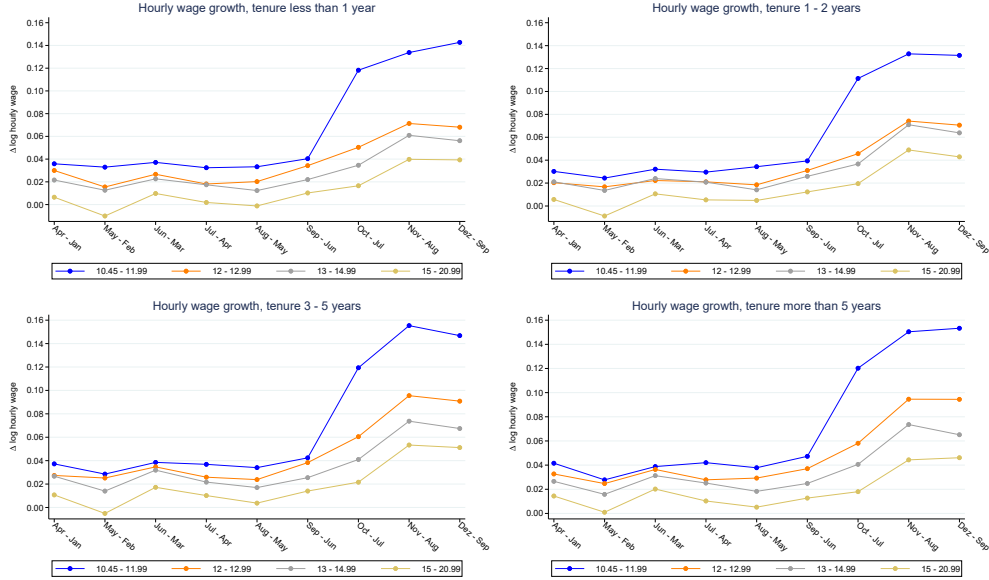 Hourly wage growth, tenure less than 1 year
Δ log hourly wage
0.16
0.14
0.12
0.10
0.08
0.06
0.04
0.02
0.00
Apr - Jan
May - Feb
Jun - Mar
Jul - Apr
Aug - May
Sep - Jun
Oct - Jul
Nov - Aug
Dez - Sep
10.45 - 11.99 12 - 12.99 13 - 14.99 15 - 20.99
Hourly wage growth, tenure 1 - 2 years
Δ log hourly wage
0.16
0.14
0.12
0.10
0.08
0.06
0.04
0.02
0.00
Apr - Jan
May - Feb
Jun - Mar
Jul - Apr
Aug - May
Sep - Jun
Oct - Jul
Nov - Aug
Dez - Sep
10.45 - 11.99 12 - 12.99 13 - 14.99 15 - 20.99
Hourly wage growth, tenure 3 - 5 years
Δ log hourly wage
0.16
0.14
0.12
0.10
0.08
0.06
0.04
0.02
0.00
Apr - Jan
May - Feb
Jun - Mar
Jul - Apr
Aug - May
Sep - Jun
Oct - Jul
Nov - Aug
Dez - Sep
10.45 - 11.99 12 - 12.99 13 - 14.99 15 - 20.99
Hourly wage growth, tenure more than 5 years
Δ log hourly wage
0.16
0.14
0.12
0.10
0.08
0.06
0.04
0.02
0.00
Apr - Jan
May - Feb
Jun - Mar
Jul - Apr
Aug - May
Sep - Jun
Oct - Jul
Nov - Aug
Dez - Sep
10.45 - 11.99 12 - 12.99 13 - 14.99 15 - 20.99